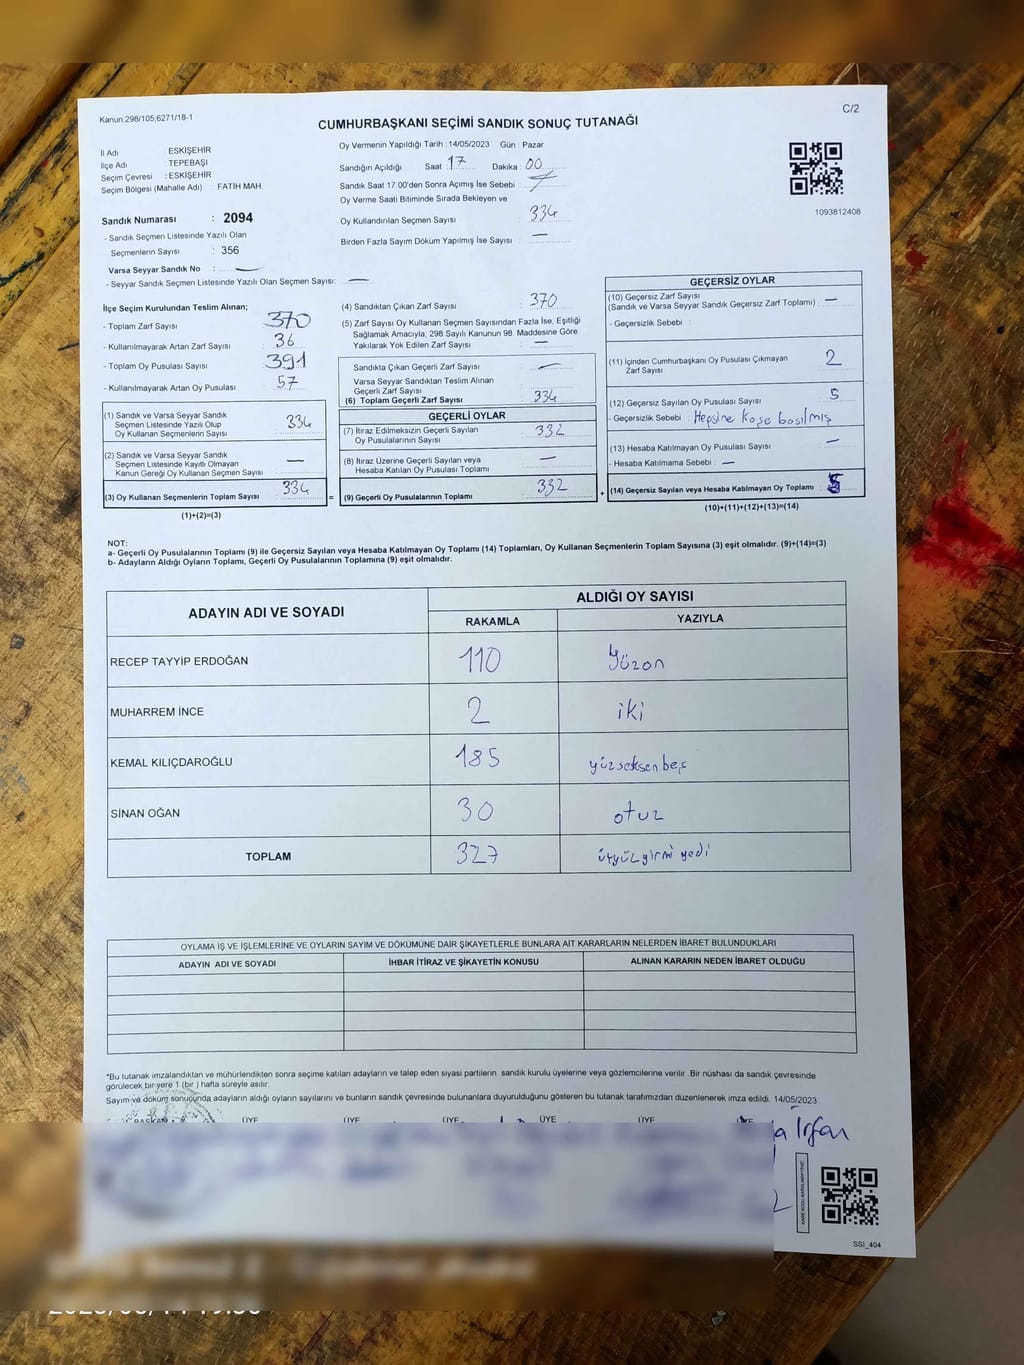 Kanun:298/105;6271/18-1
C/2
CUMHURBAŞKANI SEÇİMİ SANDIK SONUÇ TUTANAĞI
İl Adı ESKİŞEHİR
İlçe Adı : TEPEBAŞI
Seçim Çevresi : ESKİŞEHİR
Seçim Bölgesi (Mahalle Adı) : FATİH MAH.
Sandık Numarası : 2094
- Sandık Seçmen Listesinde Yazılı Olan
Seçmenlerin Sayısı : 356
Varsa Seyyar Sandık No : —
- Seyyar Sandık Seçmen Listesinde Yazılı Olan Seçmen Sayısı: —
Oy Vermenin Yapıldığı Tarih : 14/05/2023 Gün : Pazar
Sandığın Açıldığı Saat : 17 Dakika : 00
Sandık Saat 17.00'den Sonra Açımış İse Sebebi :
Oy Verme Saati Bitiminde Sırada Bekleyen ve
Oy Kullandırılan Seçmen Sayısı : 334
Birden Fazla Sayım Döküm Yapılmış İse Sayısı : —
1093812408
İlçe Seçim Kurulundan Teslim Alınan;
- Toplam Zarf Sayısı 370
- Kullanılmayarak Artan Zarf Sayısı : 36
- Toplam Oy Pusulası Sayısı : 391
- Kullanılmayarak Artan Oy Pusulası : 57
(1) Sandık ve Varsa Seyyar Sandık
Seçmen Listesinde Yazılı Olup
Oy Kullanan Seçmenlerin Sayısı : 334
(2) Sandık ve Varsa Seyyar Sandık
Seçmen Listesinde Kayıtlı Olmayan
Kanun Gereği Oy Kullanan Seçmen Sayısı : —
(3) Oy Kullanan Seçmenlerin Toplam Sayısı : 334
(1)+(2)=(3)
(4) Sandıktan Çıkan Zarf Sayısı : 370
(5) Zarf Sayısı Oy Kullanan Seçmen Sayısından Fazla İse, Eşitliği
Sağlamak Amacıyla, 298 Sayılı Kanunun 98. Maddesine Göre
Yakılarak Yok Edilen Zarf Sayısı : —
Sandıkta Çıkan Geçerli Zarf Sayısı : —
Varsa Seyyar Sandıktan Teslim Alınan
Geçerli Zarf Sayısı
(6) Toplam Geçerli Zarf Sayısı : 334
=
GEÇERLİ OYLAR
(7) İtiraz Edilmeksizin Geçerli Sayılan
Oy Pusulalarının Sayısı : 332
(8) İtiraz Üzerine Geçerli Sayılan veya
Hesaba Katılan Oy Pusulası Toplamı : —
(9) Geçerli Oy Pusulalarının Toplamı : 332
+
GEÇERSİZ OYLAR
(10) Geçersiz Zarf Sayısı
(Sandık ve Varsa Seyyar Sandık Geçersiz Zarf Toplamı) : —
- Geçersizlik Sebebi :
(11) İçinden Cumhurbaşkanı Oy Pusulası Çıkmayan
Zarf Sayısı : 2
(12) Geçersiz Sayılan Oy Pusulası Sayısı : 5
- Geçersizlik Sebebi : Hepsine Kaşe basılmış
(13) Hesaba Katılmayan Oy Pusulası Sayısı : —
- Hesaba Katılmama Sebebi : —
(14) Geçersiz Sayılan veya Hesaba Katılmayan Oy Toplamı : 5
(10)+(11)+(12)+(13)=(14)
NOT:
a- Geçerli Oy Pusulalarının Toplamı (9) ile Geçersiz Sayılan veya Hesaba Katılmayan Oy Toplamı (14) Toplamları, Oy Kullanan Seçmenlerin Toplam Sayısına (3) eşit olmalıdır. (9)+(14)=(3)
b- Adayların Aldığı Oyların Toplamı, Geçerli Oy Pusulalarının Toplamına (9) eşit olmalıdır.
ADAYIN ADI VE SOYADI
ALDIĞI OY SAYISI
RAKAMLA YAZIYLA
RECEP TAYYİP ERDOĞAN 110 Yüzon
MUHARREM İNCE 2 iki
KEMAL KILIÇDAROĞLU 185 yüzseksenbeş
SİNAN OĞAN 30 otuz
TOPLAM 327 üçyüzyirmi yedi
OYLAMA İŞ VE İŞLEMLERİNE VE OYLARIN SAYIM VE DÖKÜMÜNE DAİR ŞİKAYETLERLE BUNLARA AİT KARARLARIN NELERDEN İBARET BULUNDUKLARI
ADAYIN ADI VE SOYADI İHBAR İTİRAZ VE ŞİKAYETİN KONUSU ALINAN KARARIN NEDEN İBARET OLDUĞU
*Bu tutanak imzalandıktan ve mühürlendikten sonra seçime katılan adayların ve talep eden siyasi partilerin sandık kurulu üyelerine veya gözlemcilerine verilir. Bir nüshası da sandık çevresinde
görülecek bir yere 1 (bir ) hafta süreyle asılır.
Sayım ve döküm sonucunda adayların aldığı oyların sayılarını ve bunların sandık çevresinde bulunanlara duyurulduğunu gösteren bu tutanak tarafımızdan düzenlenerek imza edildi. 14/05/2023
BAŞKAN ÜYE ÜYE ÜYE ÜYE ÜYE
İrfan
SSI_404